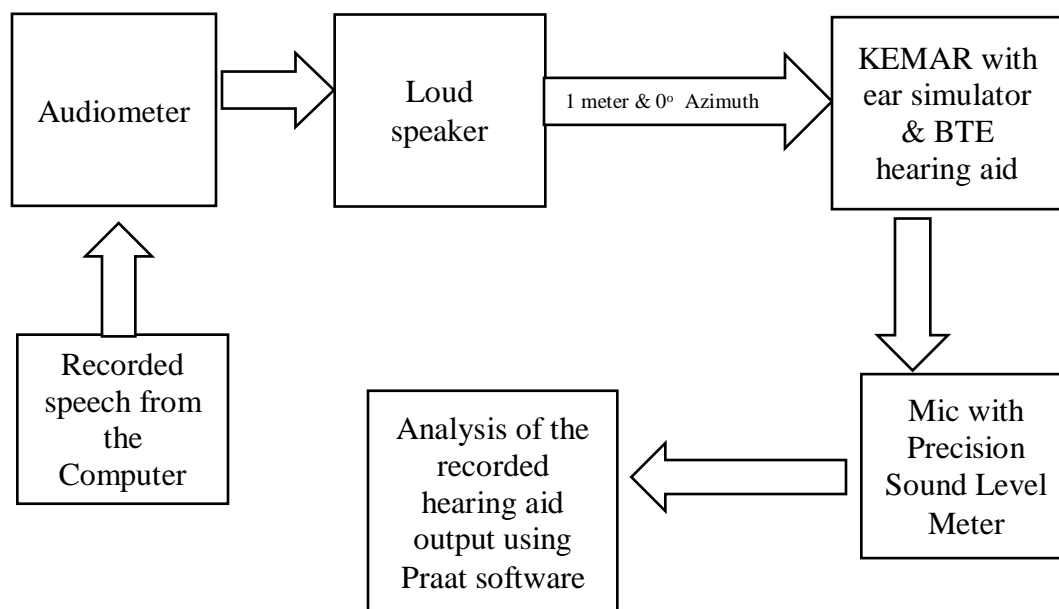 Audiometer
Loud
speaker
1 meter & 0° Azimuth
KEMAR with
ear simulator
& BTE
hearing aid
Recorded
speech from
the
Computer
Analysis of the
recorded
hearing aid
output using
Praat software
Mic with
Precision
Sound Level
Meter